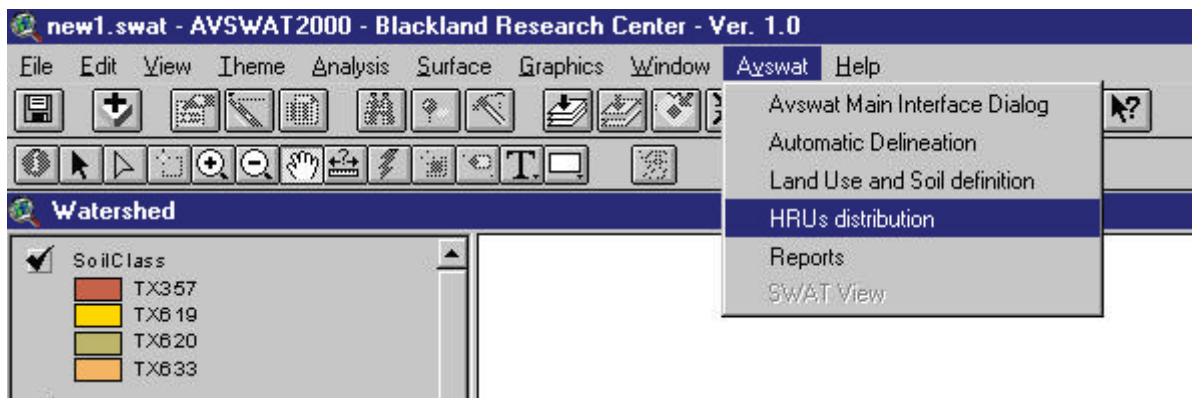 new1.swat - AVSWAT2000 - Blackland Research Center - Ver. 1.0
File Edit View Theme Analysis Surface Graphics Window Avswat Help
Avswat Main Interface Dialog
Automatic Delineation
Land Use and Soil definition
HRUs distribution
Reports
SWAT View
T
Watershed
SoilClass
TX357
TX619
TX620
TX633